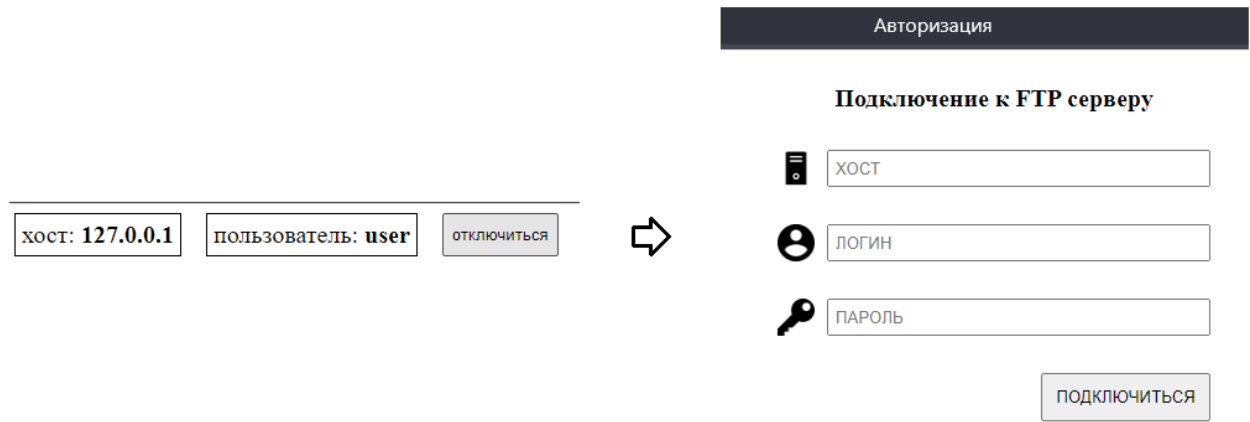 хост: 127.0.0.1
пользователь: user
отключиться
Авторизация
Подключение к FTP серверу
ХОСТ
ЛОГИН
ПАРОЛЬ
ПОДКЛЮЧИТЬСЯ